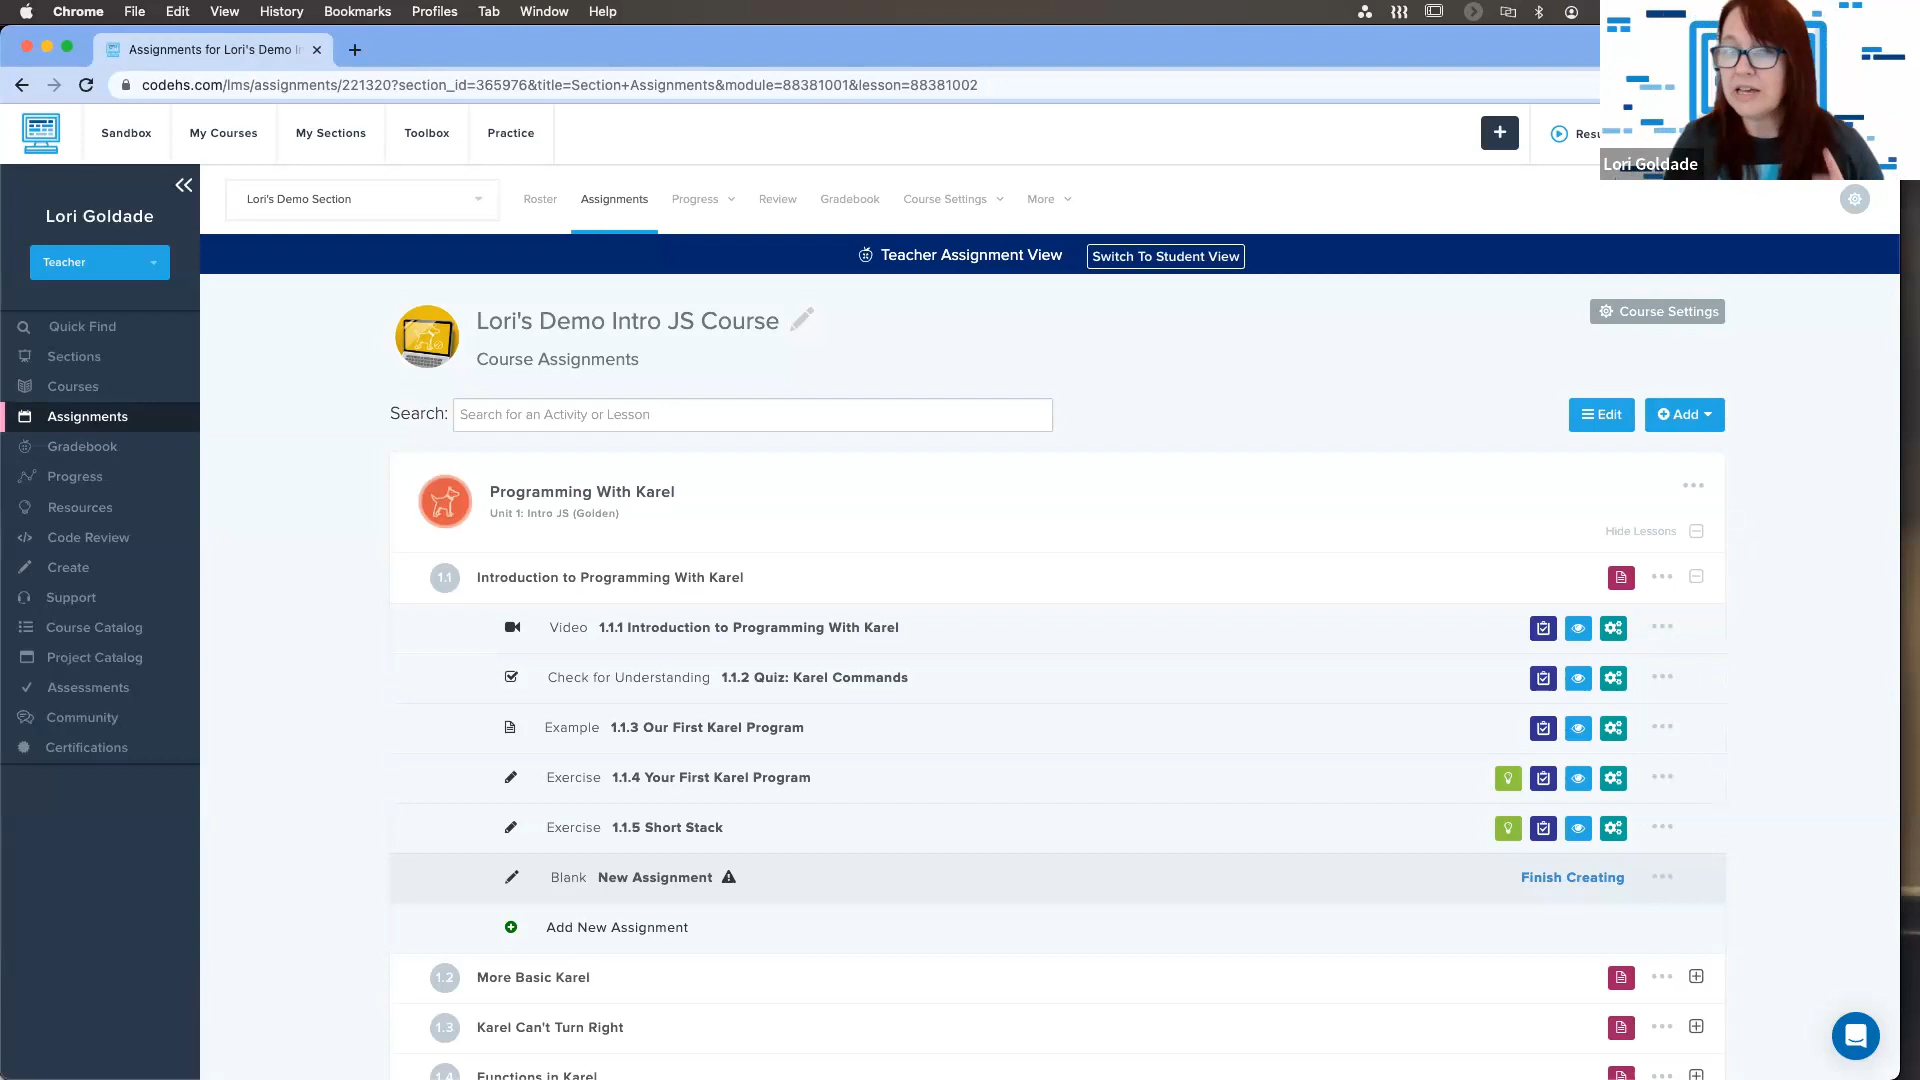 Chrome File Edit View History Bookmarks Profiles Tab Window Help
Assignments for Lori's Demo In
codehs.com/lms/assignments/221320?section_id=365976&title=Section+Assignments&module=88381001&lesson=88381002
Sandbox My Courses My Sections Toolbox Practice
Lori Goldade
Lori Goldade
Teacher
Quick Find
Sections
Courses
Assignments
Gradebook
Progress
Resources
Code Review
Create
Support
Course Catalog
Project Catalog
Assessments
Community
Certifications
Lori's Demo Section Roster Assignments Progress Review Gradebook Course Settings More
Teacher Assignment View Switch To Student View
Lori's Demo Intro JS Course
Course Assignments
Course Settings
Search: Search for an Activity or Lesson Edit Add
Programming With Karel
Unit 1: Intro JS (Golden)
Hide Lessons
1.1 Introduction to Programming With Karel
Video 1.1.1 Introduction to Programming With Karel
Check for Understanding 1.1.2 Quiz: Karel Commands
Example 1.1.3 Our First Karel Program
Exercise 1.1.4 Your First Karel Program
Exercise 1.1.5 Short Stack
Blank New Assignment Finish Creating
Add New Assignment
1.2 More Basic Karel
1.3 Karel Can't Turn Right
1.4 Functions in Karel